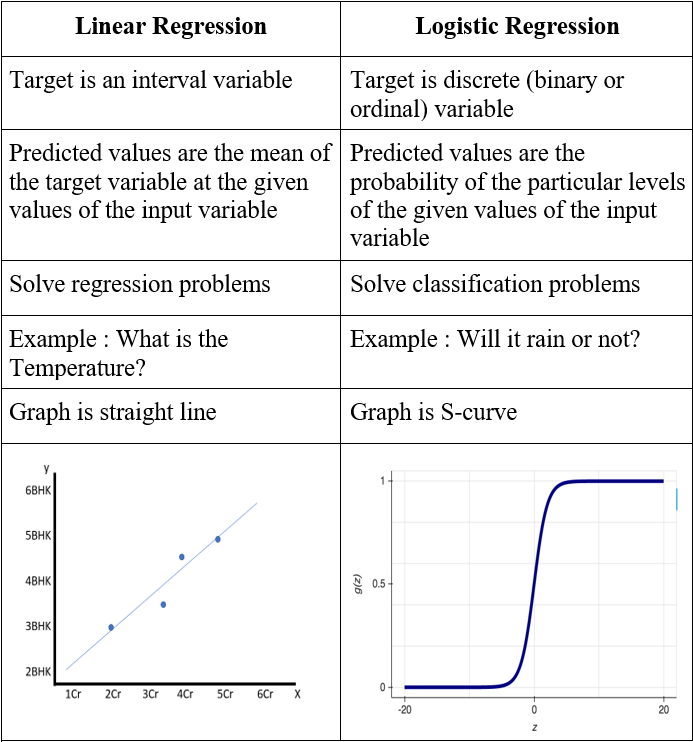 Linear Regression
Logistic Regression
Target is an interval variable
Target is discrete (binary or
ordinal) variable
Predicted values are the mean of
the target variable at the given
values of the input variable
Predicted values are the
probability of the particular levels
of the given values of the input
variable
Solve regression problems
Solve classification problems
Example : What is the
Temperature?
Example : Will it rain or not?
Graph is straight line
Graph is S-curve
y
6BHK
5BHK
4BHK
3BHK
2BHK
1Cr 2Cr 3Cr 4Cr 5Cr 6Cr X
1
0.5
0
g(z)
-20 0 20
z